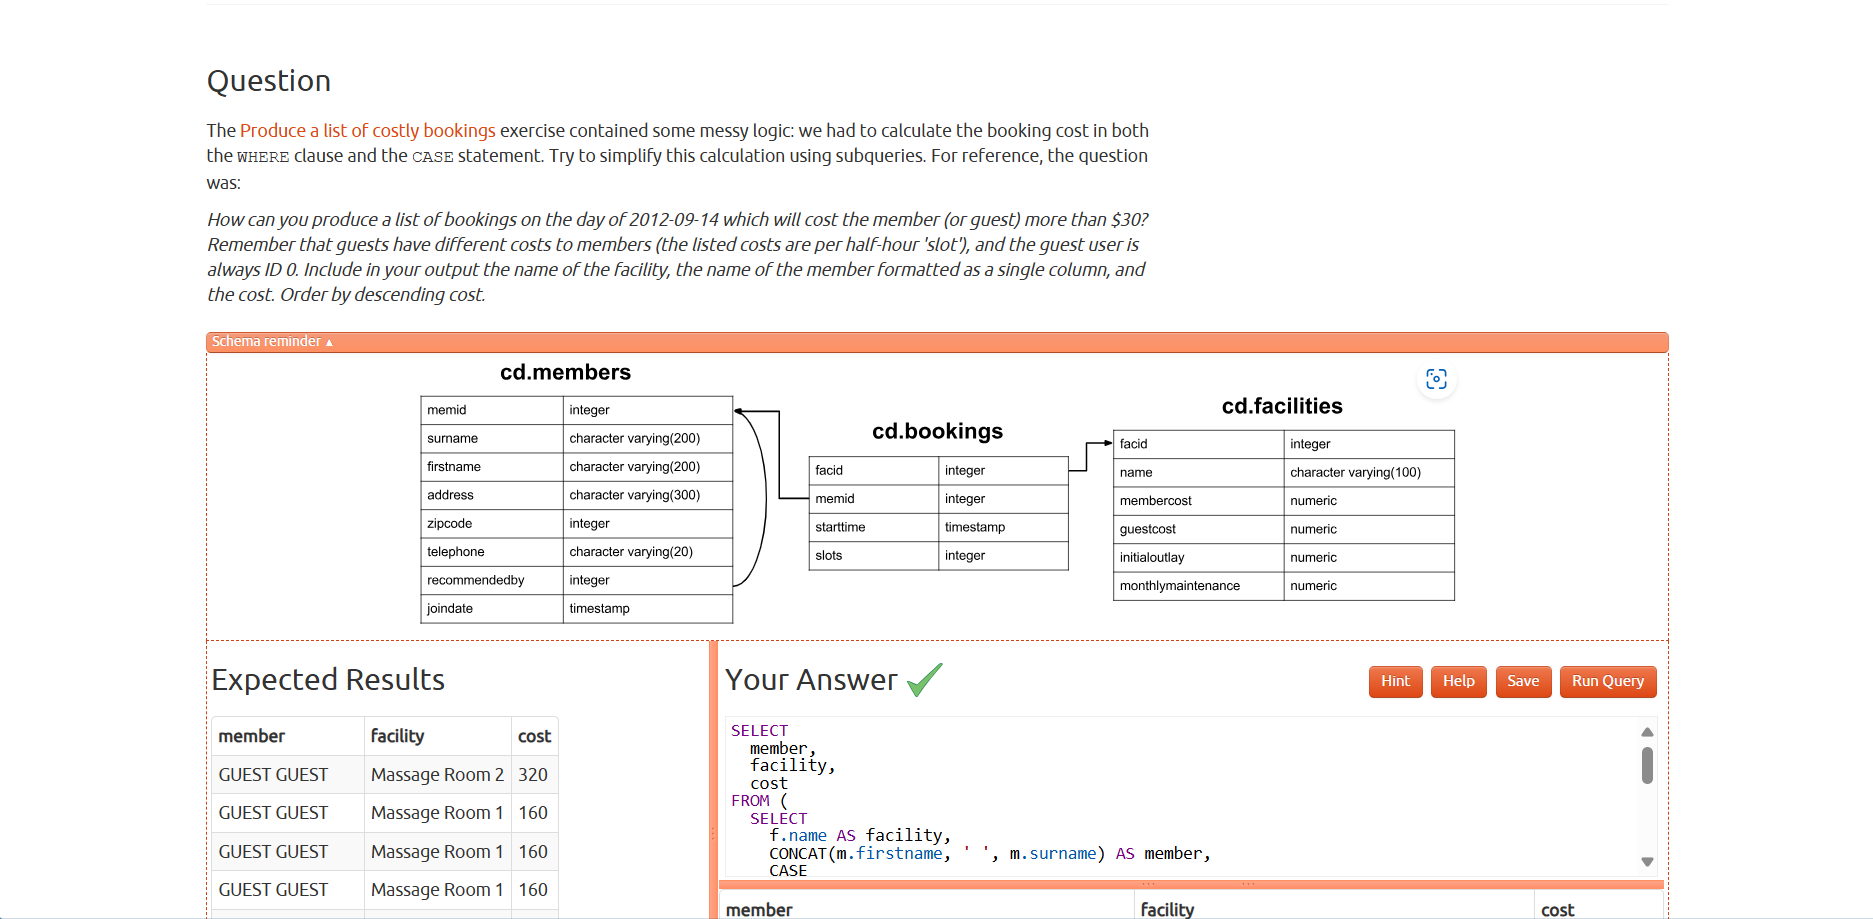 Question
The Produce a list of costly bookings exercise contained some messy logic: we had to calculate the booking cost in both
the WHERE clause and the CASE statement. Try to simplify this calculation using subqueries. For reference, the question
was:
How can you produce a list of bookings on the day of 2012-09-14 which will cost the member (or guest) more than $30?
Remember that guests have different costs to members (the listed costs are per half-hour 'slot'), and the guest user is
always ID 0. Include in your output the name of the facility, the name of the member formatted as a single column, and
the cost. Order by descending cost.
Schema reminder ▲
cd.members
memid integer
surname character varying(200)
firstname character varying(200)
address character varying(300)
zipcode integer
telephone character varying(20)
recommendedby integer
joindate timestamp
cd.bookings
facid integer
memid integer
starttime timestamp
slots integer
cd.facilities
facid integer
name character varying(100)
membercost numeric
guestcost numeric
initialoutlay numeric
monthlymaintenance numeric
Expected Results
member facility cost
GUEST GUEST Massage Room 2 320
GUEST GUEST Massage Room 1 160
GUEST GUEST Massage Room 1 160
GUEST GUEST Massage Room 1 160
Your Answer
Hint Help Save Run Query
SELECT
member,
facility,
cost
FROM (
SELECT
f.name AS facility,
CONCAT(m.firstname, ' ', m.surname) AS member,
CASE
member facility cost